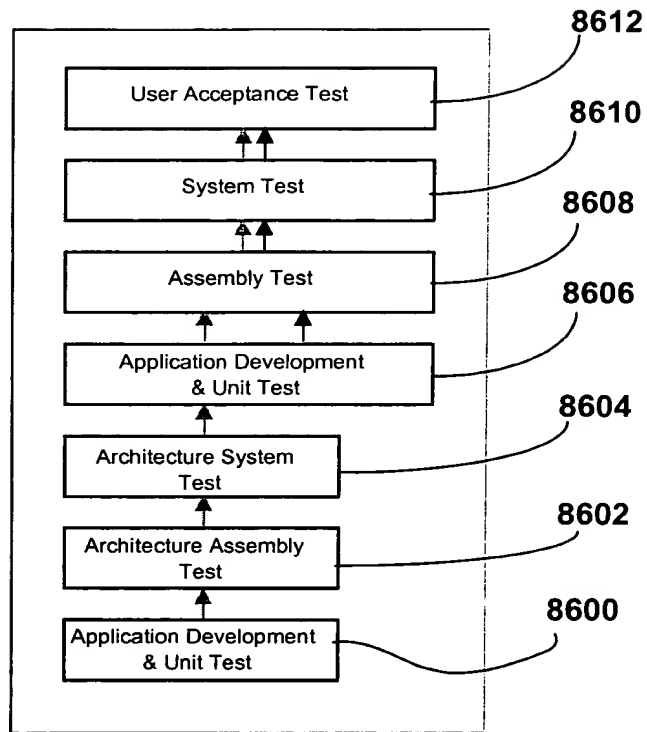 8612
User Acceptance Test
8610
System Test
8608
Assembly Test
8606
Application Development
& Unit Test
8604
Architecture System
Test
8602
Architecture Assembly
Test
8600
Application Development
& Unit Test